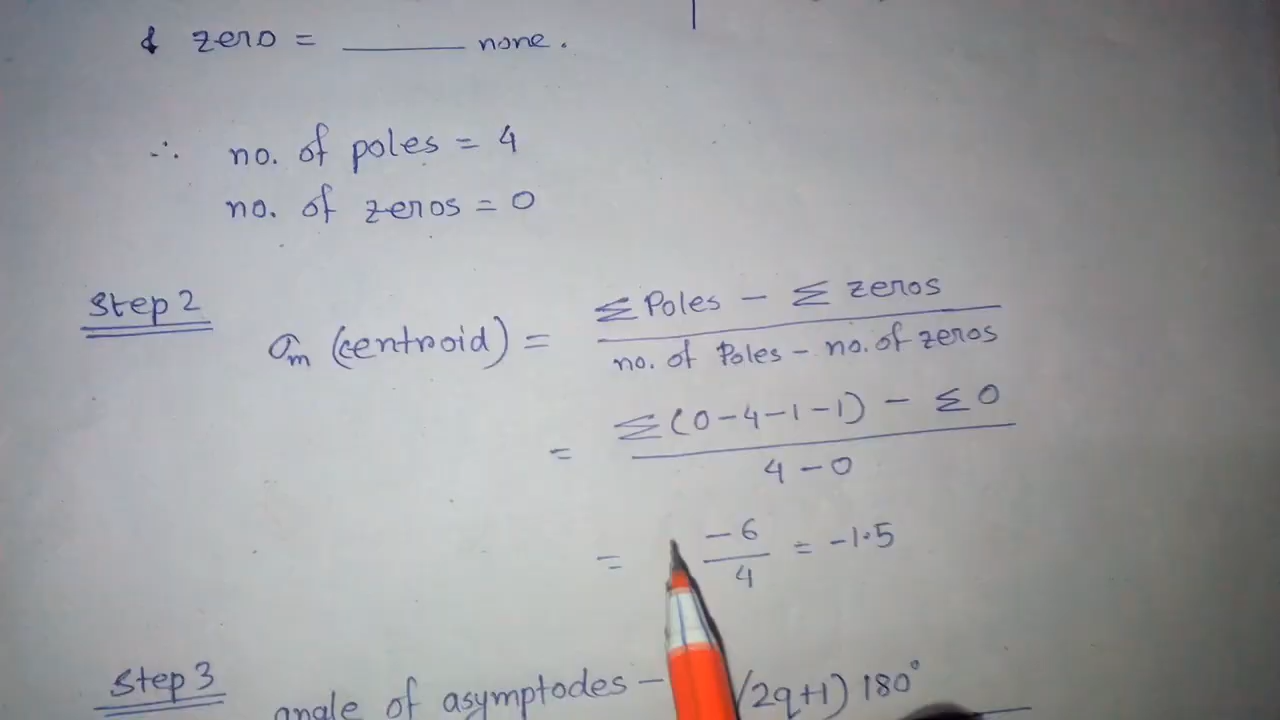 & zero = ______ none.
∴ no. of poles = 4
no. of zeros = 0
Step 2
σm (centroid) = Σ Poles − Σ zeros / no. of Poles − no. of zeros
= Σ(0-4-1-1) − Σ 0 / 4 − 0
= −6 / 4 = −1.5
Step 3
angle of asymptodes − (2q+1) 180°